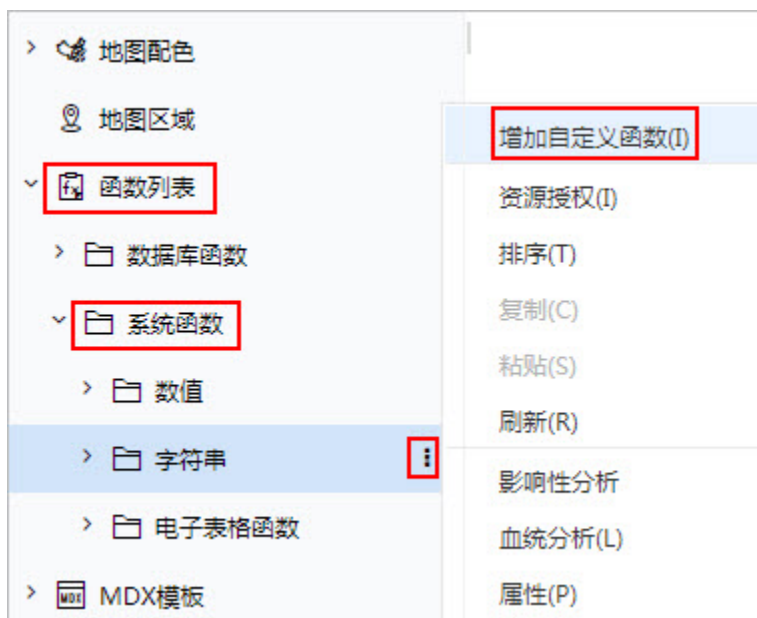 地图配色
地图区域
函数列表
数据库函数
系统函数
数值
字符串
电子表格函数
MDX模板
增加自定义函数(I)
资源授权(I)
排序(T)
复制(C)
粘贴(S)
刷新(R)
影响性分析
血统分析(L)
属性(P)